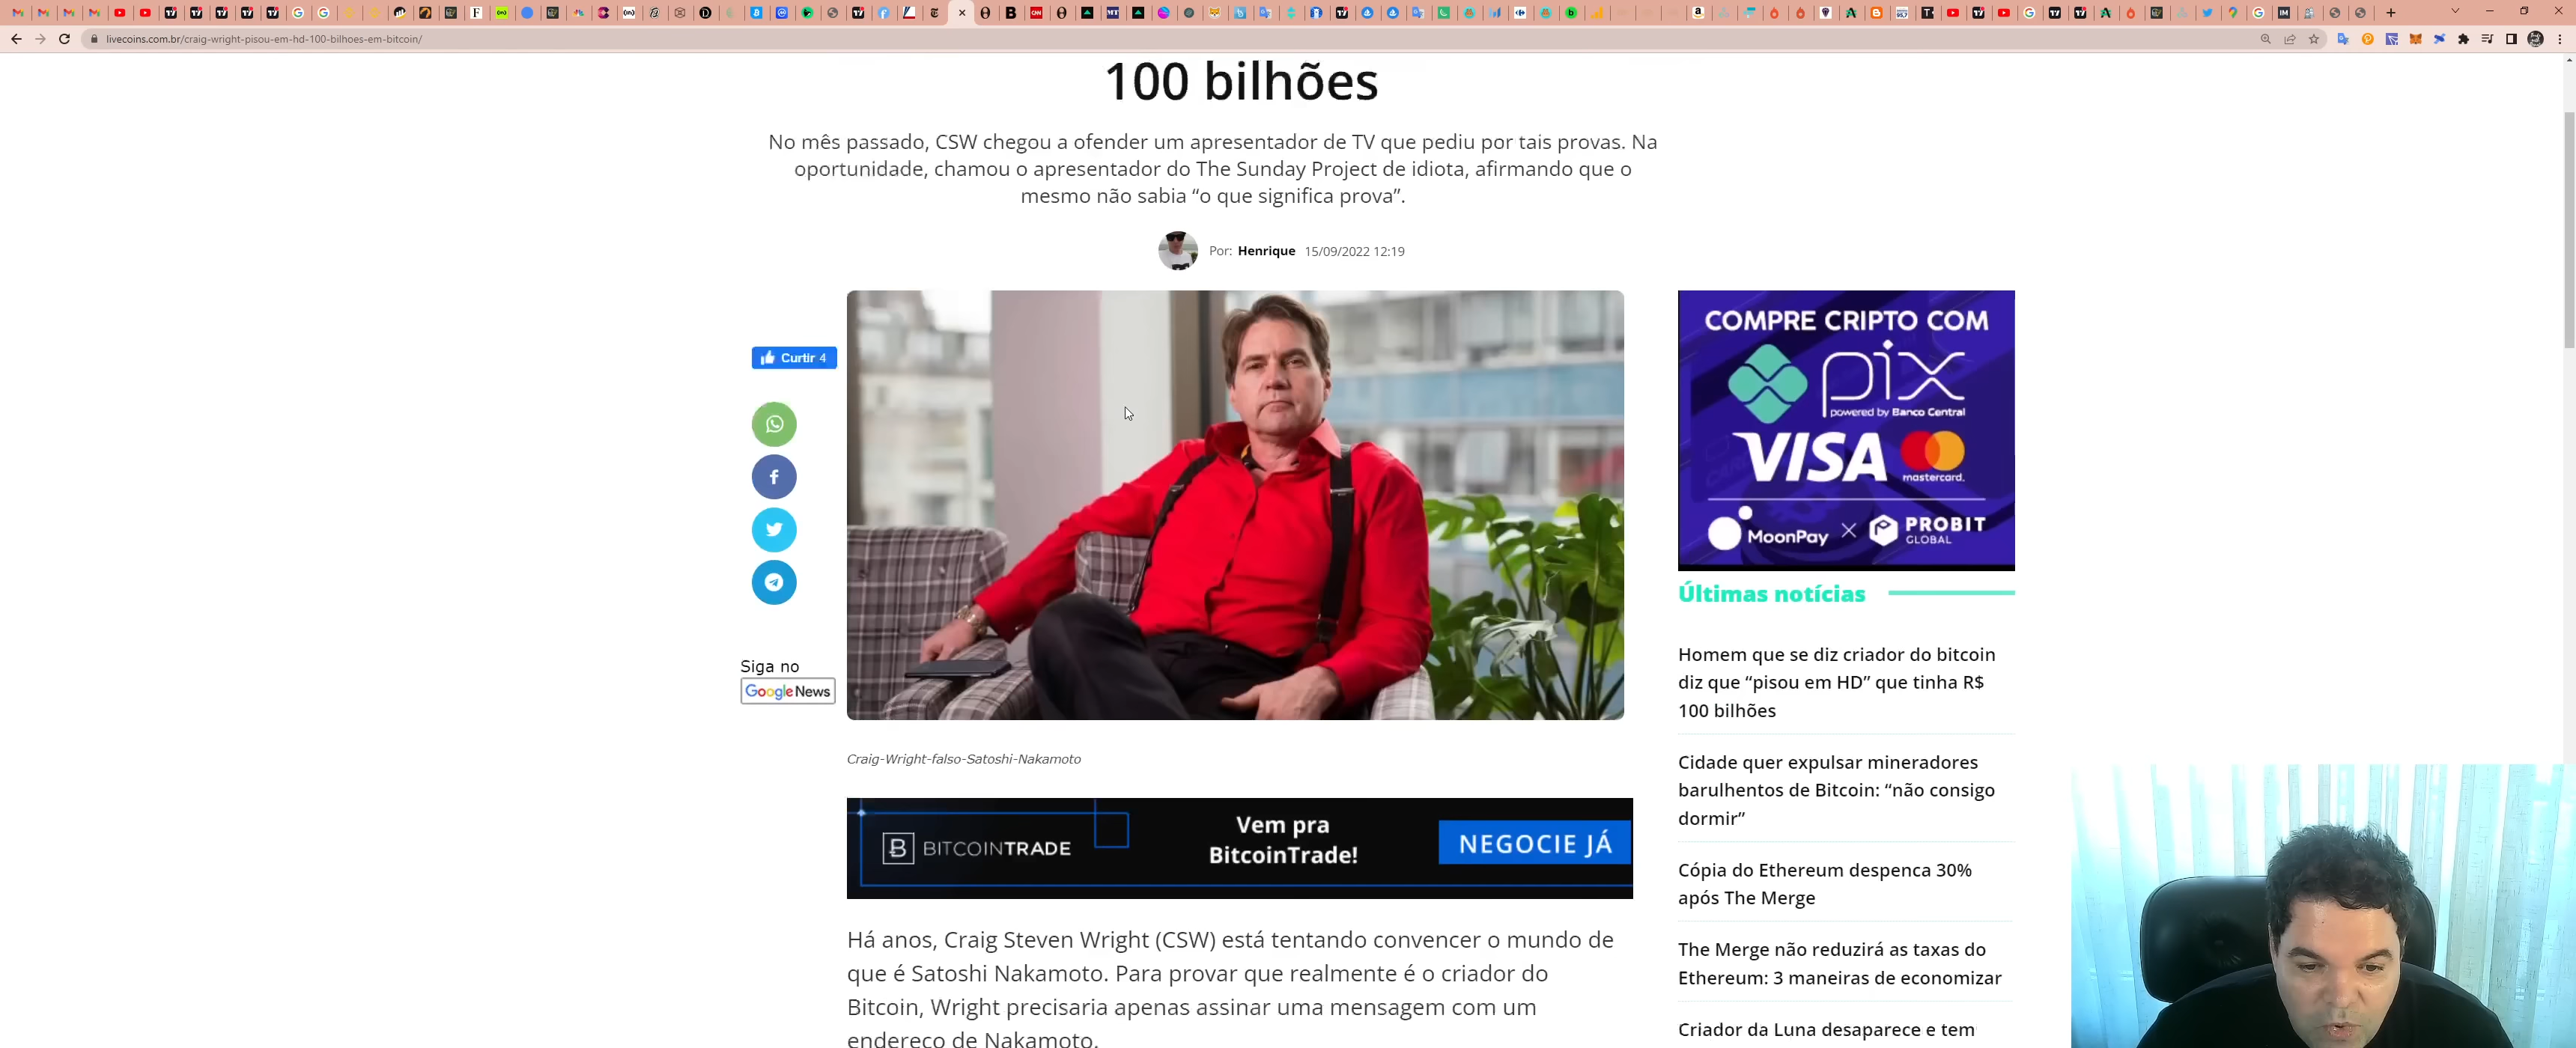 livecoins.com.br/craig-wright-pisou-em-hd-100-bilhoes-em-bitcoin/
100 bilhões
No mês passado, CSW chegou a ofender um apresentador de TV que pediu por tais provas. Na
oportunidade, chamou o apresentador do The Sunday Project de idiota, afirmando que o
mesmo não sabia “o que significa prova”.
Por: Henrique 15/09/2022 12:19
Curtir 4
Siga no
Google News
Craig-Wright-falso-Satoshi-Nakamoto
BITCOINTRADE
Vem pra
BitcoinTrade!
NEGOCIE JÁ
Há anos, Craig Steven Wright (CSW) está tentando convencer o mundo de
que é Satoshi Nakamoto. Para provar que realmente é o criador do
Bitcoin, Wright precisaria apenas assinar uma mensagem com um
endereço de Nakamoto.
COMPRE CRIPTO COM
pix
powered by Banco Central
VISA
mastercard.
MoonPay X PROBIT
GLOBAL
Últimas notícias
Homem que se diz criador do bitcoin
diz que “pisou em HD” que tinha R$
100 bilhões
Cidade quer expulsar mineradores
barulhentos de Bitcoin: “não consigo
dormir”
Cópia do Ethereum despenca 30%
após The Merge
The Merge não reduzirá as taxas do
Ethereum: 3 maneiras de economizar
Criador da Luna desaparece e tem